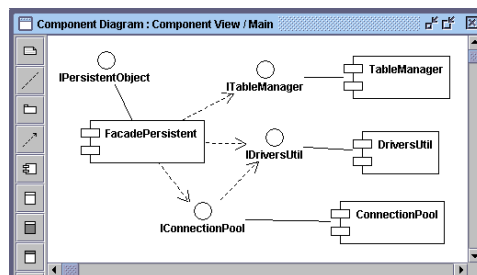 Component Diagram : Component View / Main
IPersistentObject
ITableManager
TableManager
FacadePersistent
IDriversUtil
DriversUtil
IConnectionPool
ConnectionPool